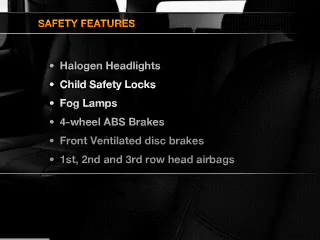 SAFETY FEATURES
• Halogen Headlights
• Child Safety Locks
• Fog Lamps
• 4-wheel ABS Brakes
• Front Ventilated disc brakes
• 1st, 2nd and 3rd row head airbags